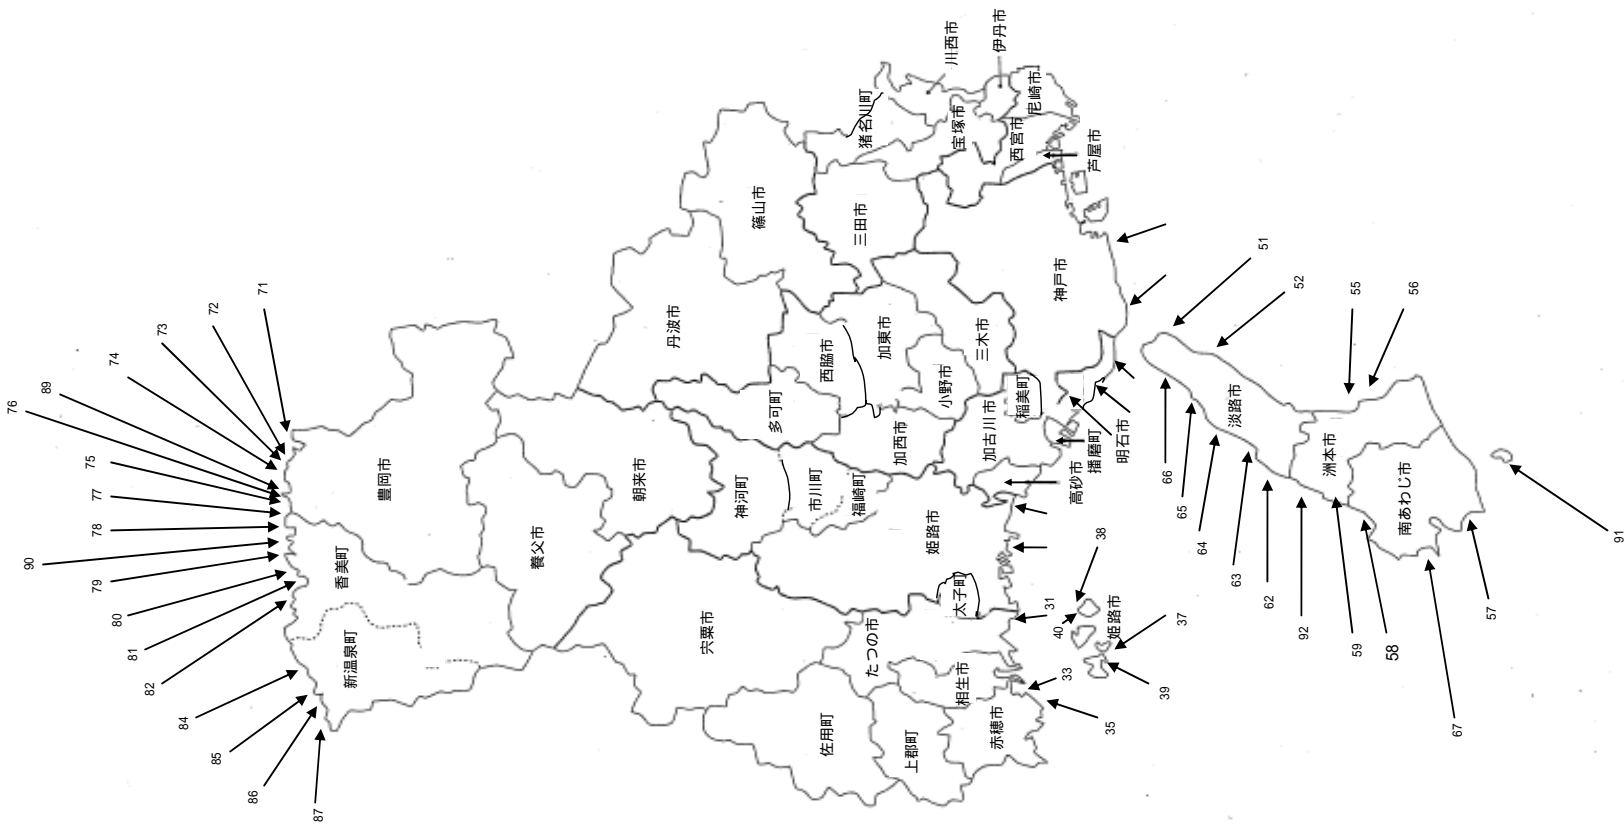 71
72
73
74
89
76
75
77
78
90
79
80
81
82
84
85
86
87
豊岡市
香美町
新温泉町
養父市
朝来市
丹波市
篠山市
宍粟市
神河町
多可町
市川町
福崎町
西脇市
加西市
加東市
小野市
三木市
三田市
猪名川町
川西市
伊丹市
宝塚市
尼崎市
西宮市
芦屋市
神戸市
稲美町
加古川市
明石市
播磨町
高砂市
姫路市
太子町
たつの市
相生市
佐用町
上郡町
赤穂市
姫路市
31
33
35
37
38
39
40
淡路市
洲本市
南あわじ市
51
52
55
56
66
65
64
63
62
92
59
58
67
57
91